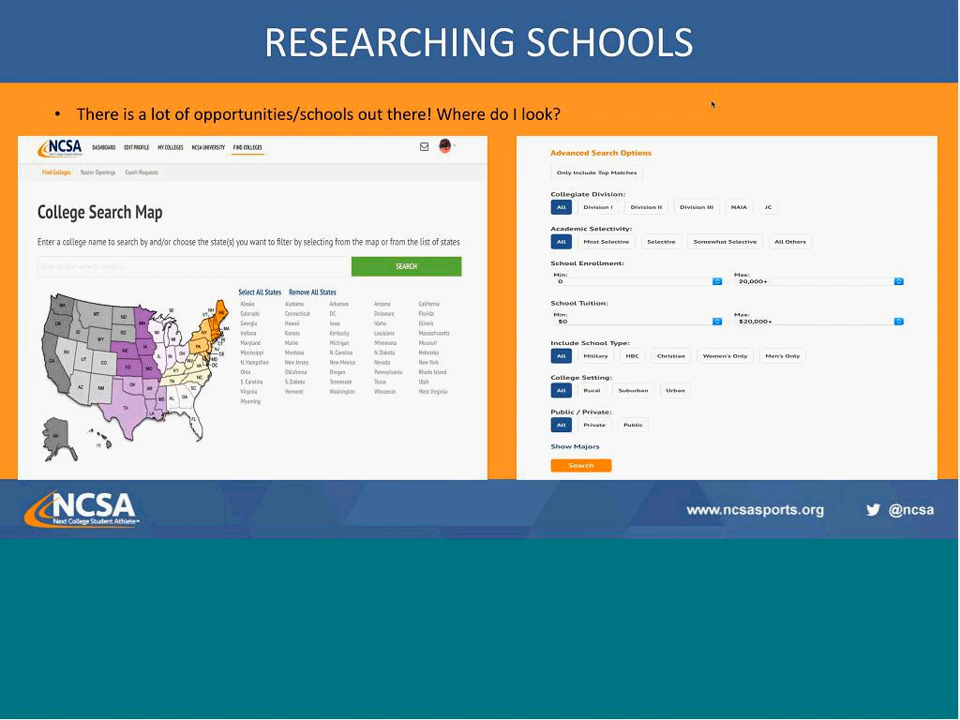 RESEARCHING SCHOOLS
• There is a lot of opportunities/schools out there! Where do I look?
NCSA DASHBOARD EDIT PROFILE MY COLLEGES NCSA UNIVERSITY FIND COLLEGES
Find Colleges Roster Openings Coach Requests
College Search Map
Enter a college name to search by and/or choose the state(s) you want to filter by selecting from the map or from the list of states
SEARCH
Select All States Remove All States
Alaska Alabama Arkansas Arizona California
Colorado Connecticut DC Delaware Florida
Georgia Hawaii Iowa Idaho Illinois
Indiana Kansas Kentucky Louisiana Massachusetts
Maryland Maine Michigan Minnesota Missouri
Mississippi Montana N. Carolina N. Dakota Nebraska
N. Hampshire New Jersey New Mexico Nevada New York
Ohio Oklahoma Oregon Pennsylvania Rhode Island
S. Carolina S. Dakota Tennessee Texas Utah
Virginia Vermont Washington Wisconsin West Virginia
Wyoming
Advanced Search Options
Only Include Top Matches
Collegiate Division:
All Division I Division II Division III NAIA JC
Academic Selectivity:
All Most Selective Selective Somewhat Selective All Others
School Enrollment:
Min: Max:
0 20,000+
School Tuition:
Min: Max:
$0 $20,000+
Include School Type:
All Military HBC Christian Women's Only Men's Only
College Setting:
All Rural Suburban Urban
Public / Private:
All Private Public
Show Majors
Search
NCSA
Next College Student Athlete
www.ncsasports.org @ncsa